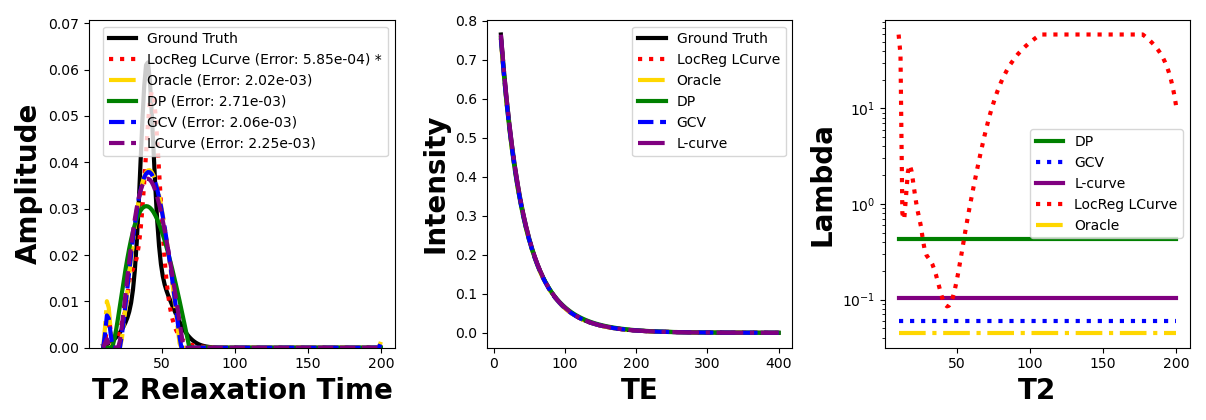 0.07
0.06
0.05
0.04
0.03
0.02
0.01
0.00
50
100
150
200
Amplitude
T2 Relaxation Time
Ground Truth
LocReg LCurve (Error: 5.85e-04) *
Oracle (Error: 2.02e-03)
DP (Error: 2.71e-03)
GCV (Error: 2.06e-03)
LCurve (Error: 2.25e-03)
0.8
0.7
0.6
0.5
0.4
0.3
0.2
0.1
0.0
0
100
200
300
400
Intensity
TE
Ground Truth
LocReg LCurve
Oracle
DP
GCV
L-curve
10¹
10⁰
10⁻¹
50
100
150
200
Lambda
T2
DP
GCV
L-curve
LocReg LCurve
Oracle